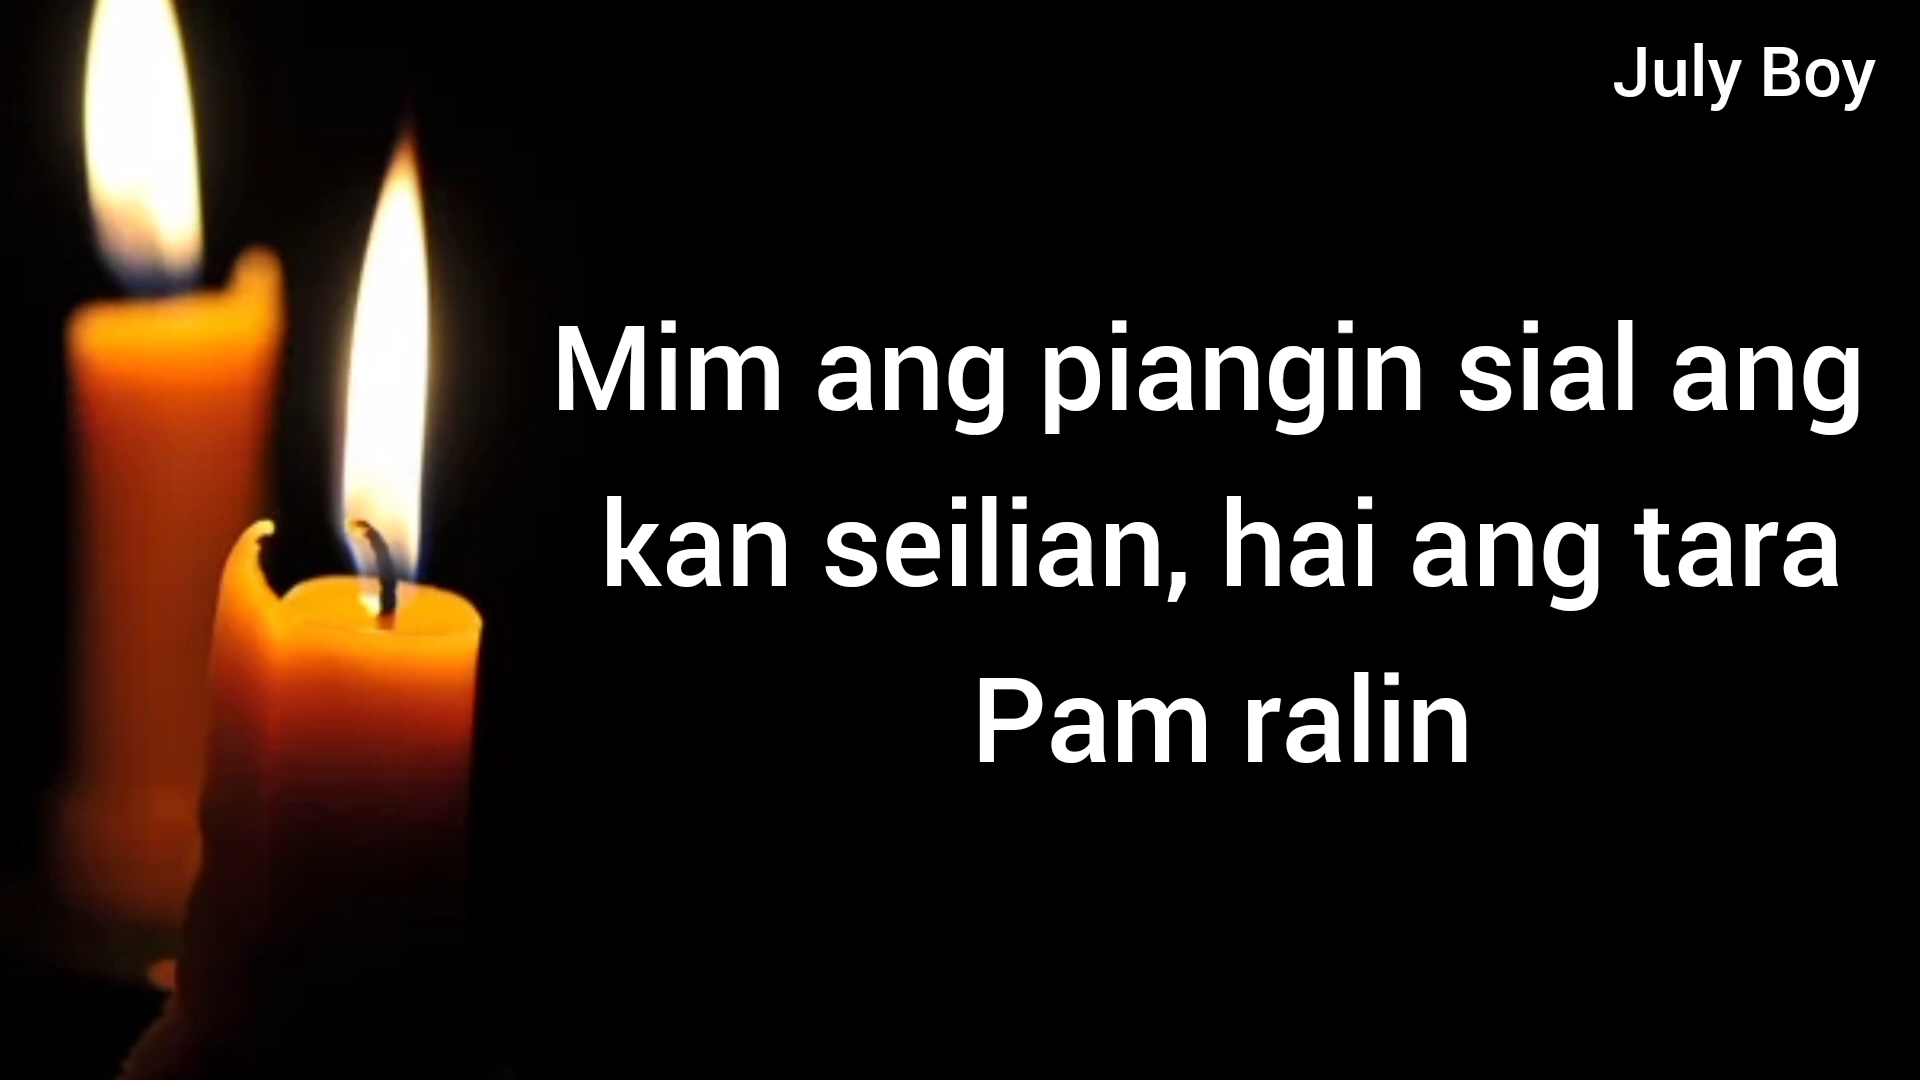 July Boy
Mim ang piangin sial ang
kan seilian, hai ang tara
Pam ralin